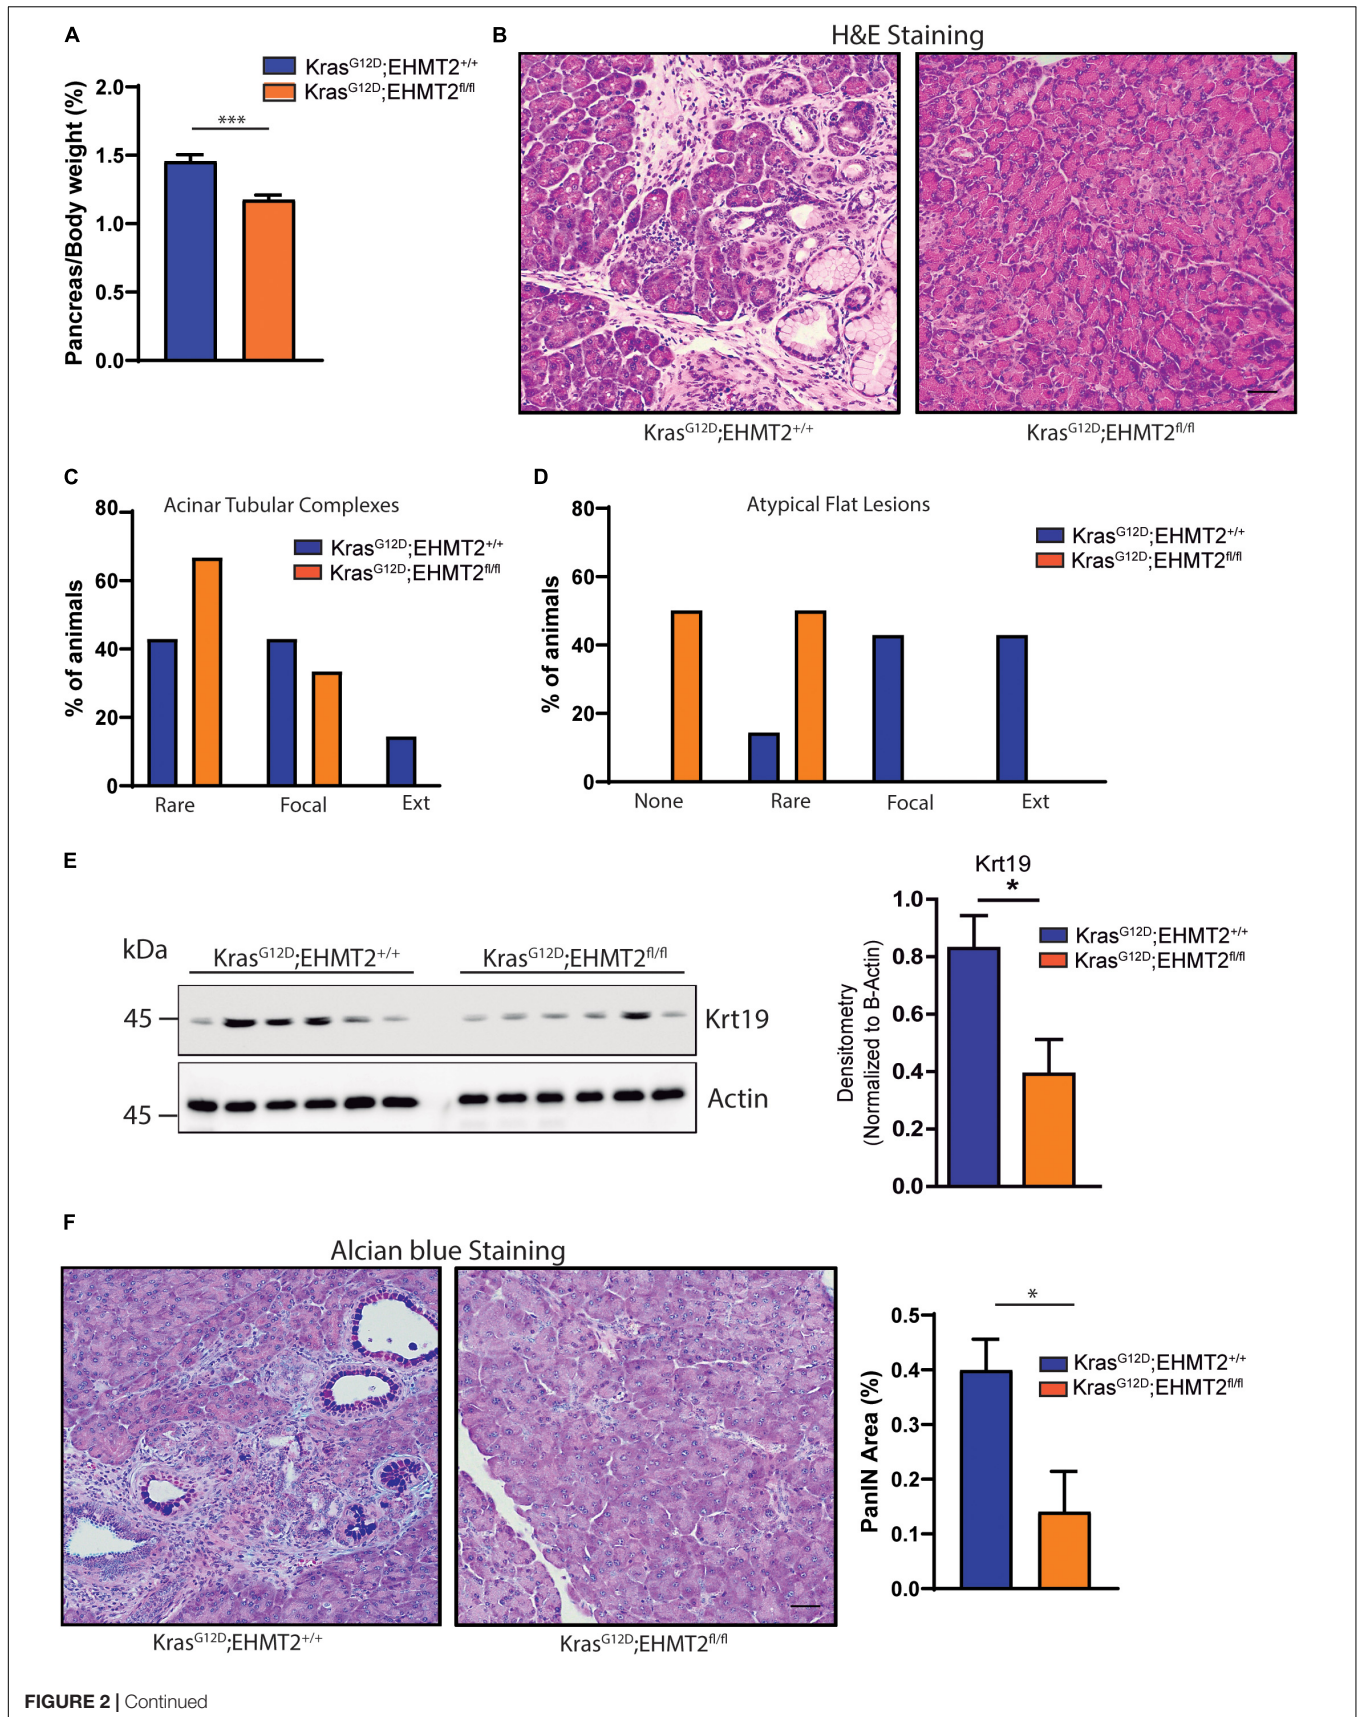 A
Kras^G12D;EHMT2^+/+
Kras^G12D;EHMT2^fl/fl
Pancreas/Body weight (%)
2.0
1.5
1.0
0.5
0.0
***
B
H&E Staining
Kras^G12D;EHMT2^+/+
Kras^G12D;EHMT2^fl/fl
C
Acinar Tubular Complexes
Kras^G12D;EHMT2^+/+
Kras^G12D;EHMT2^fl/fl
% of animals
80
60
40
20
0
Rare Focal Ext
D
Atypical Flat Lesions
Kras^G12D;EHMT2^+/+
Kras^G12D;EHMT2^fl/fl
% of animals
80
60
40
20
0
None Rare Focal Ext
E
kDa
Kras^G12D;EHMT2^+/+
Kras^G12D;EHMT2^fl/fl
45
Krt19
45
Actin
Krt19
*
Kras^G12D;EHMT2^+/+
Kras^G12D;EHMT2^fl/fl
Densitometry
(Normalized to B-Actin)
1.0
0.8
0.6
0.4
0.2
0.0
F
Alcian blue Staining
Kras^G12D;EHMT2^+/+
Kras^G12D;EHMT2^fl/fl
*
Kras^G12D;EHMT2^+/+
Kras^G12D;EHMT2^fl/fl
PanIN Area (%)
0.5
0.4
0.3
0.2
0.1
0.0
FIGURE 2 | Continued